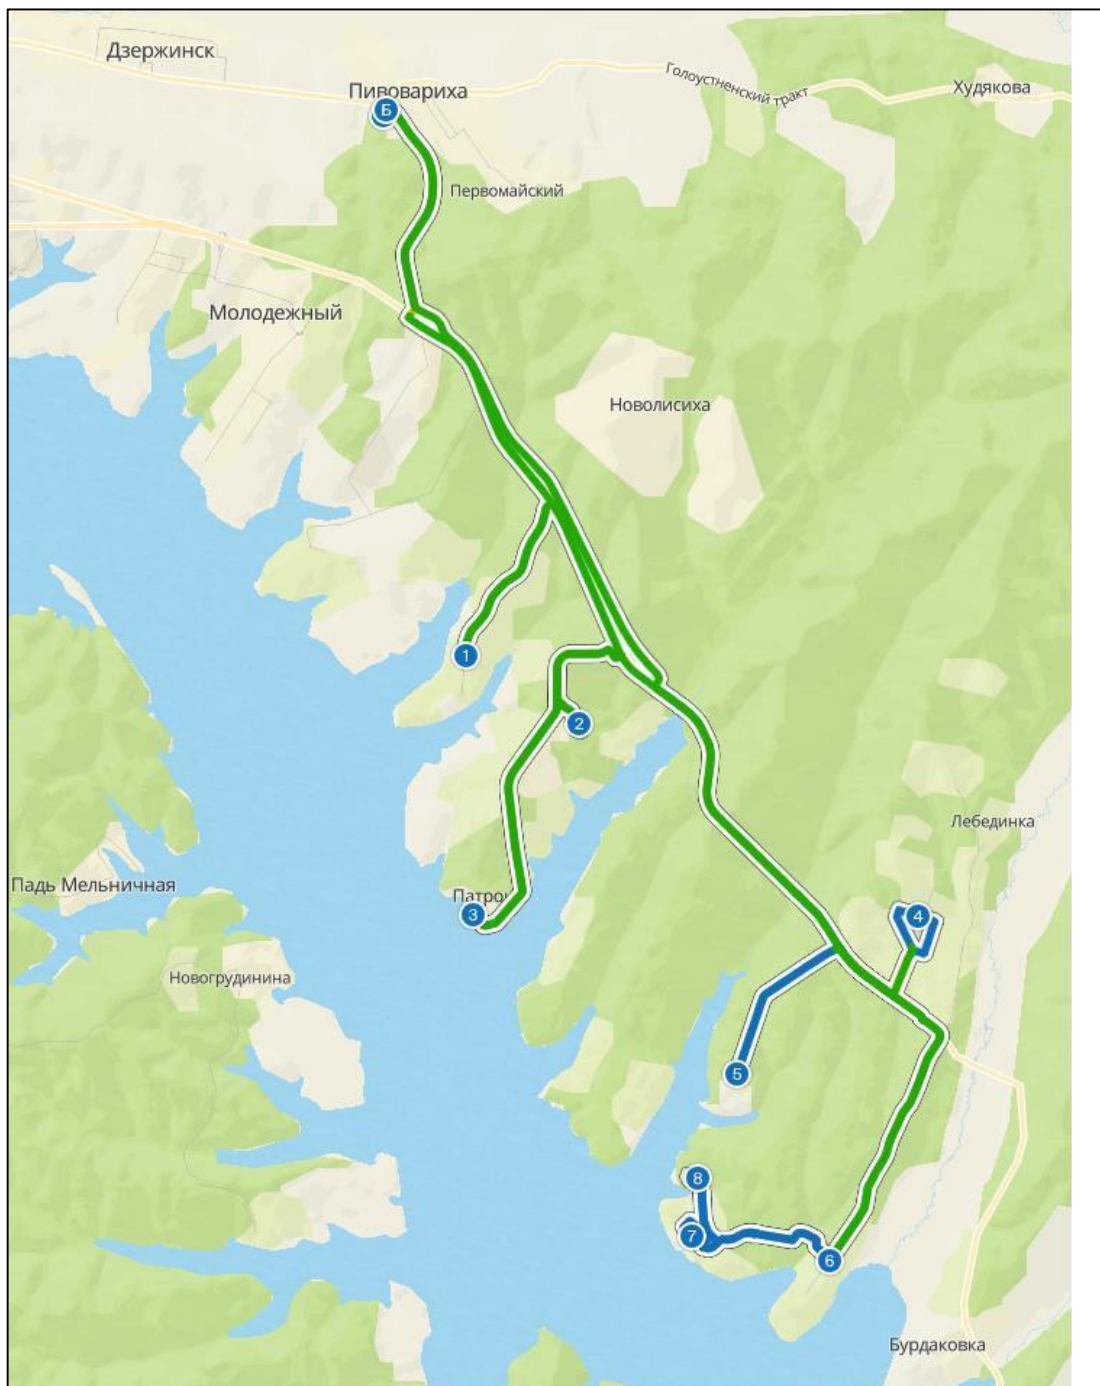 Дзержинск
Пивовариха
Б
Голоустненский тракт
Худякова
Первомайский
Молодежный
Новолисиха
1
2
Лебединка
Падь Мельничная
Патро
3
4
Новогрудинина
5
8
7
6
Бурдаковка